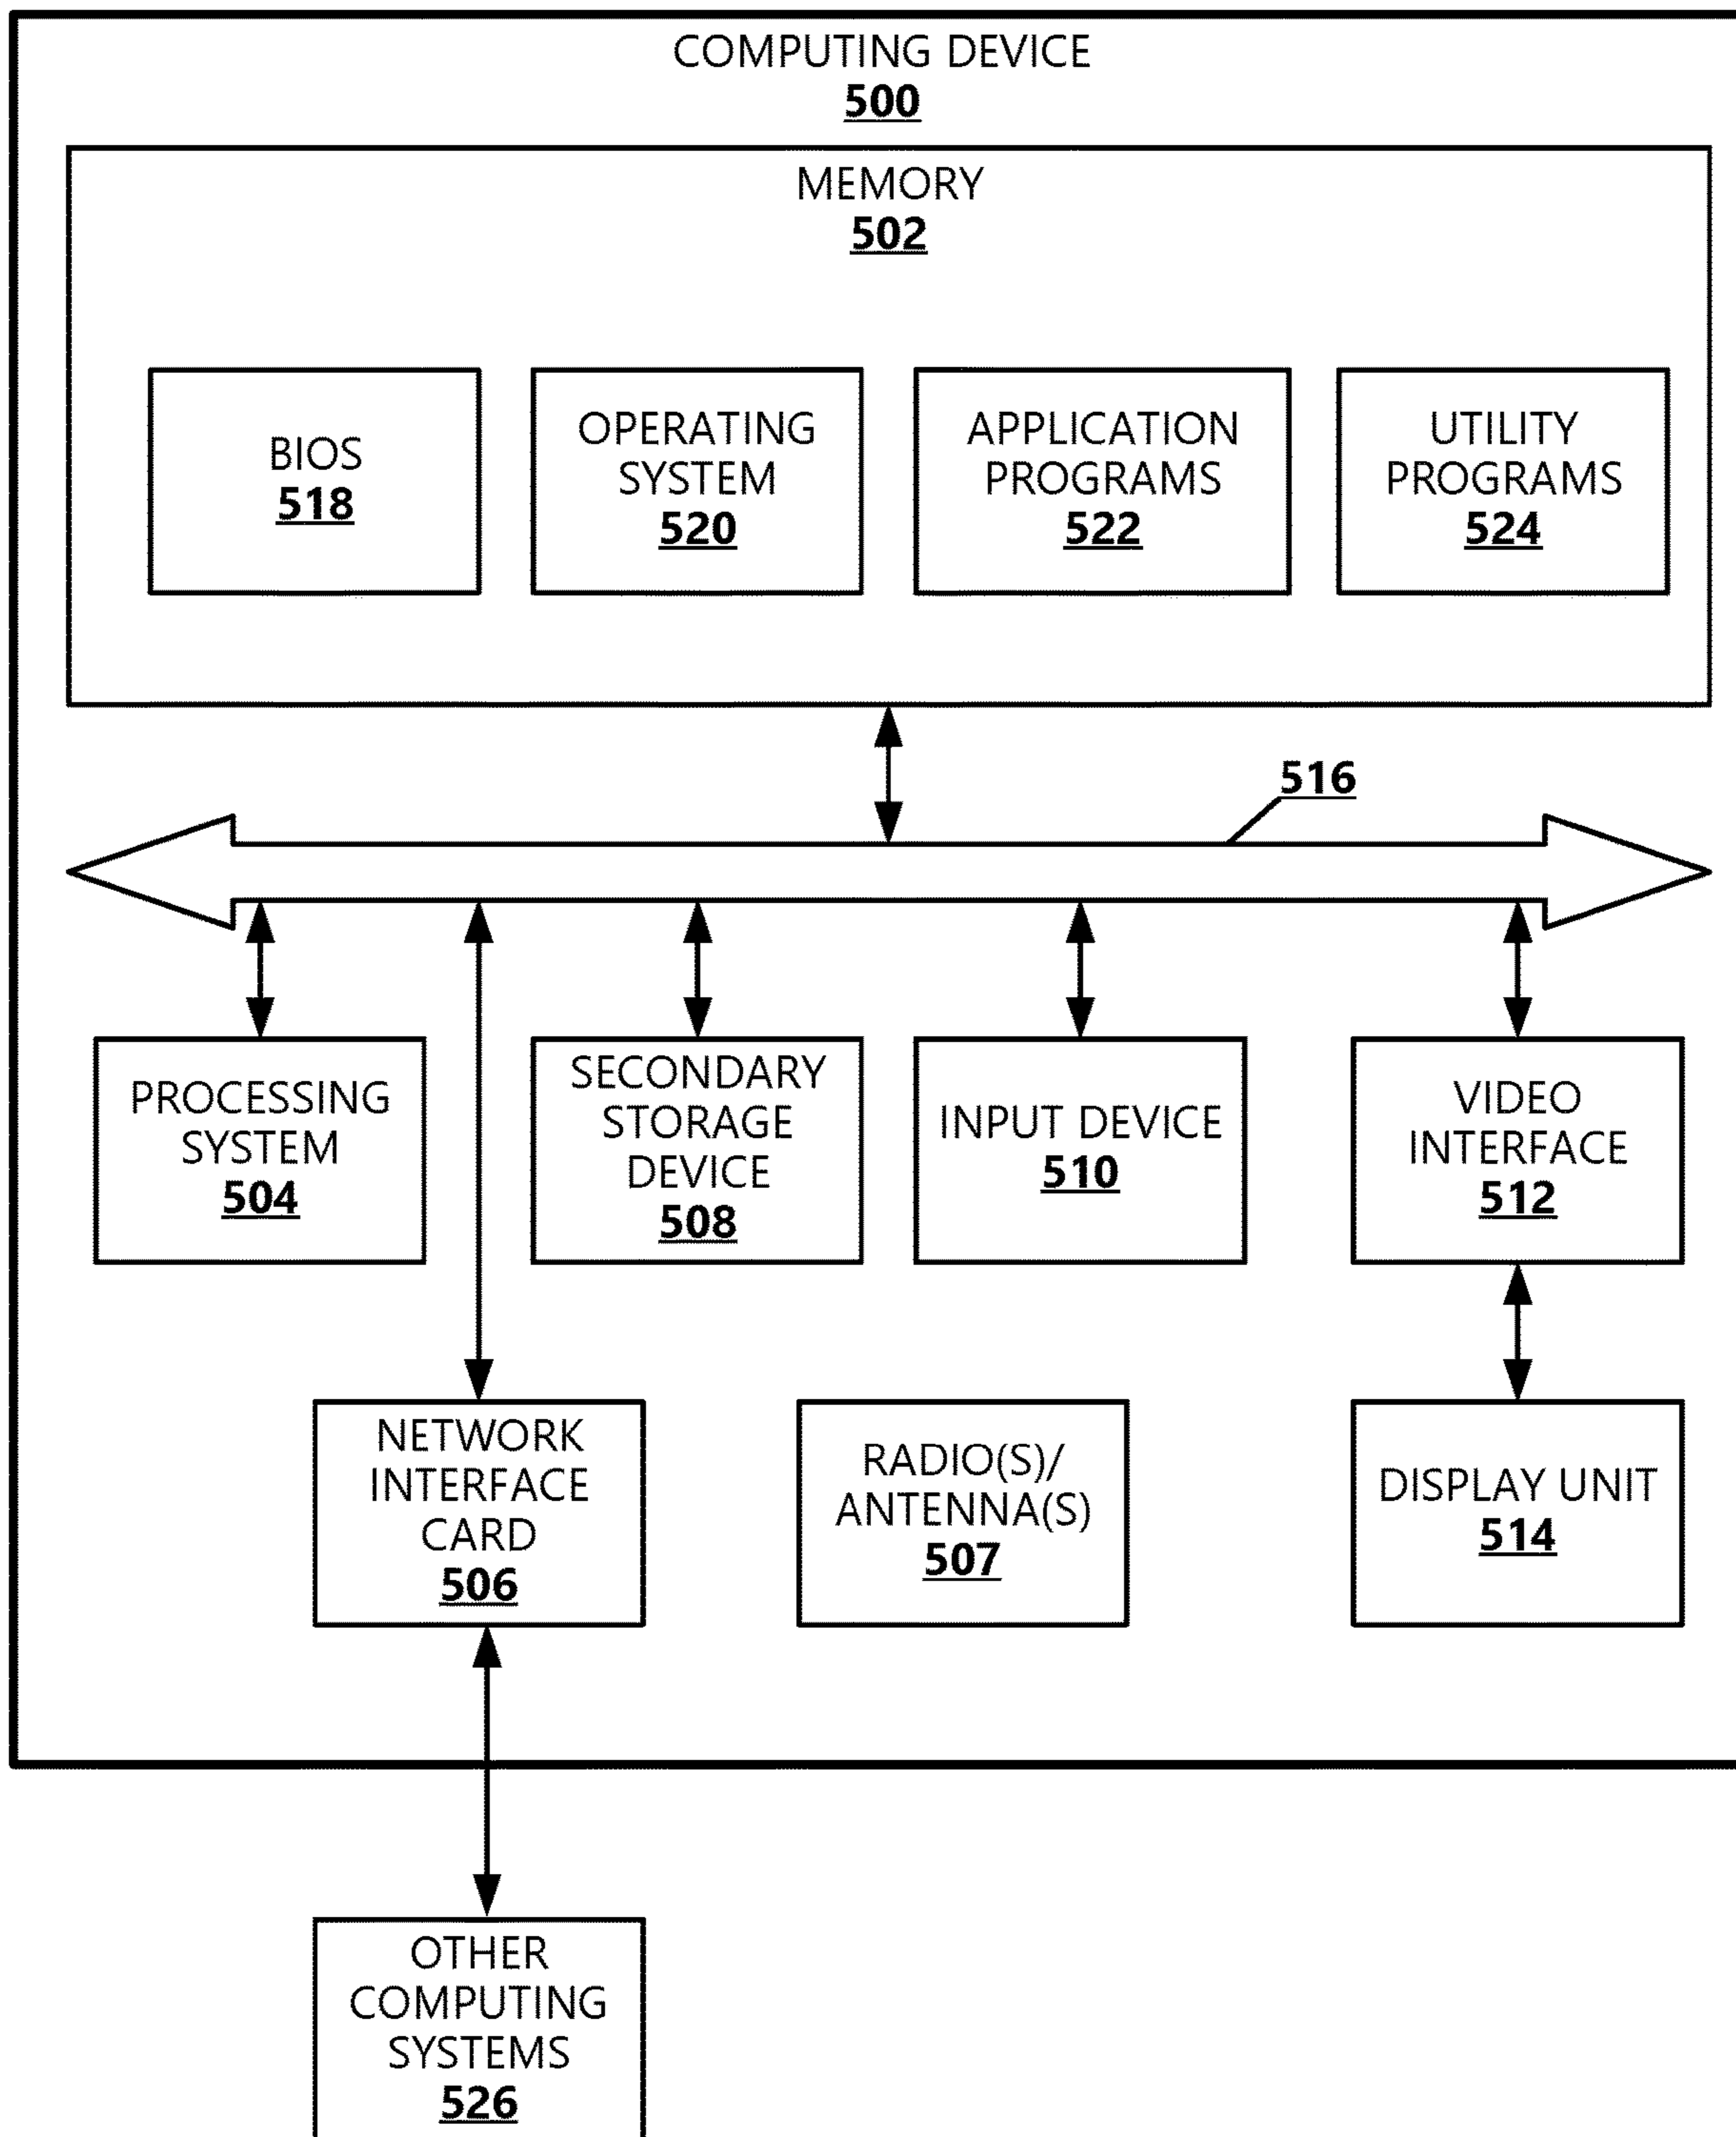 COMPUTING DEVICE
500
MEMORY
502
BIOS
518
OPERATING
SYSTEM
520
APPLICATION
PROGRAMS
522
UTILITY
PROGRAMS
524
516
PROCESSING
SYSTEM
504
SECONDARY
STORAGE
DEVICE
508
INPUT DEVICE
510
VIDEO
INTERFACE
512
NETWORK
INTERFACE
CARD
506
RADIO(S)/
ANTENNA(S)
507
DISPLAY UNIT
514
OTHER
COMPUTING
SYSTEMS
526